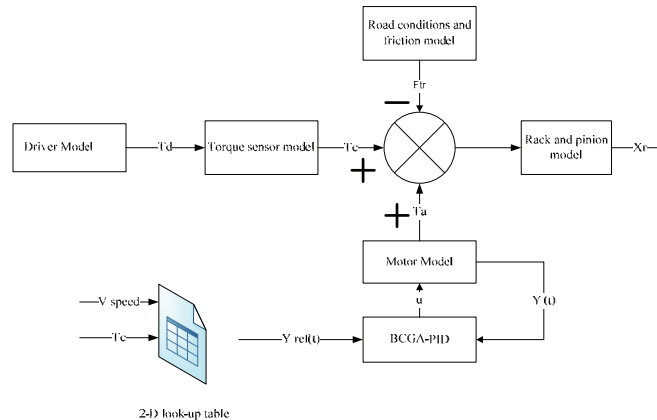 Road conditions and
friction model
Ftr
Driver Model
Td
Torque sensor model
Tc
Rack and pinion
model
Xr
Ta
Motor Model
u
Y (t)
V speed
Tc
Y ref(t)
BCGA-PID
2-D look-up table